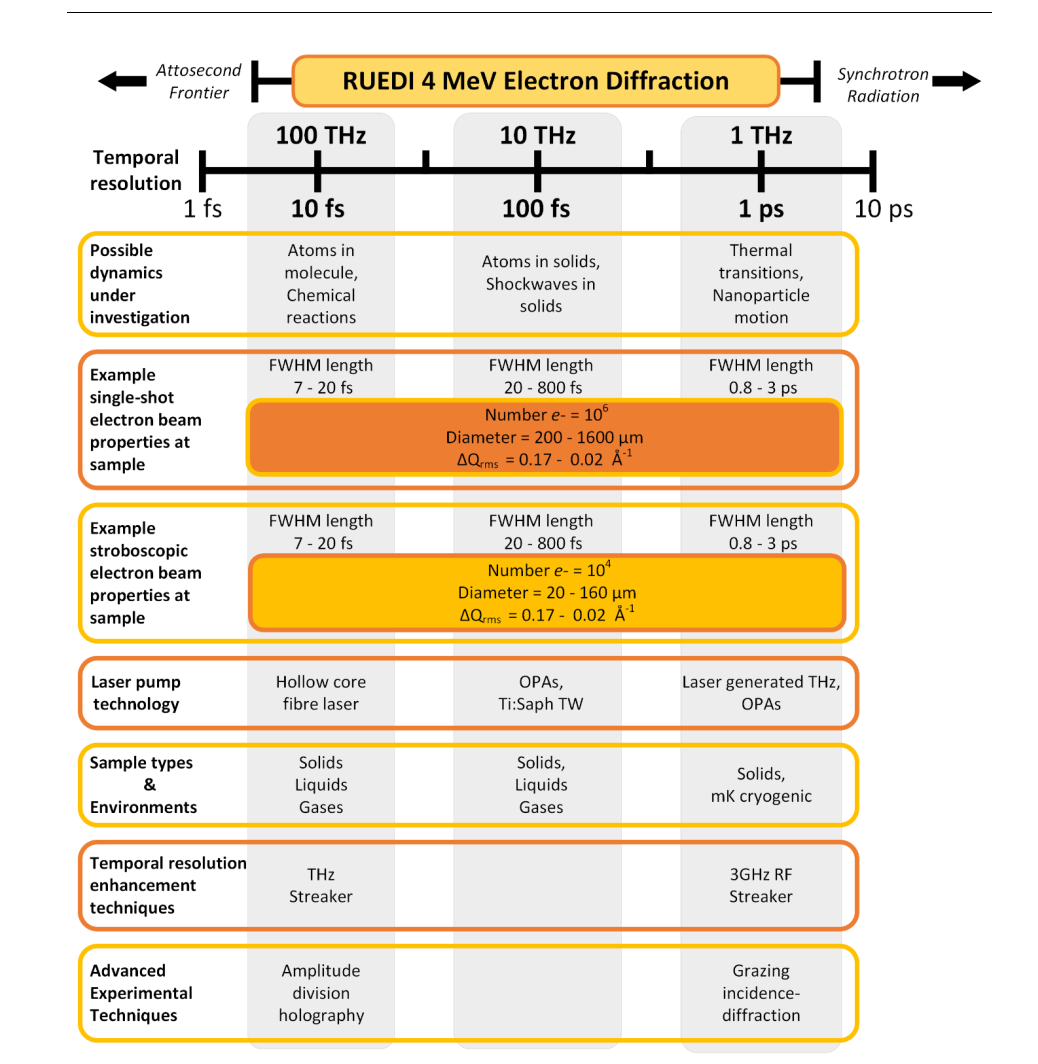 Attosecond
Frontier
RUEDI 4 MeV Electron Diffraction
Synchrotron
Radiation
100 THz
10 THz
1 THz
Temporal
resolution
1 fs
10 fs
100 fs
1 ps
10 ps
Possible
dynamics
under
investigation
Atoms in
molecule,
Chemical
reactions
Atoms in solids,
Shockwaves in
solids
Thermal
transitions,
Nanoparticle
motion
Example
single-shot
electron beam
properties at
sample
FWHM length
7 - 20 fs
FWHM length
20 - 800 fs
FWHM length
0.8 - 3 ps
Number e- = 10⁶
Diameter = 200 - 1600 µm
ΔQrms = 0.17 - 0.02 Å⁻¹
Example
stroboscopic
electron beam
properties at
sample
FWHM length
7 - 20 fs
FWHM length
20 - 800 fs
FWHM length
0.8 - 3 ps
Number e- = 10⁴
Diameter = 20 - 160 µm
ΔQrms = 0.17 - 0.02 Å⁻¹
Laser pump
technology
Hollow core
fibre laser
OPAs,
Ti:Saph TW
Laser generated THz,
OPAs
Sample types
&
Environments
Solids
Liquids
Gases
Solids,
Liquids
Gases
Solids,
mK cryogenic
Temporal resolution
enhancement
techniques
THz
Streaker
3GHz RF
Streaker
Advanced
Experimental
Techniques
Amplitude
division
holography
Grazing
incidence-
diffraction